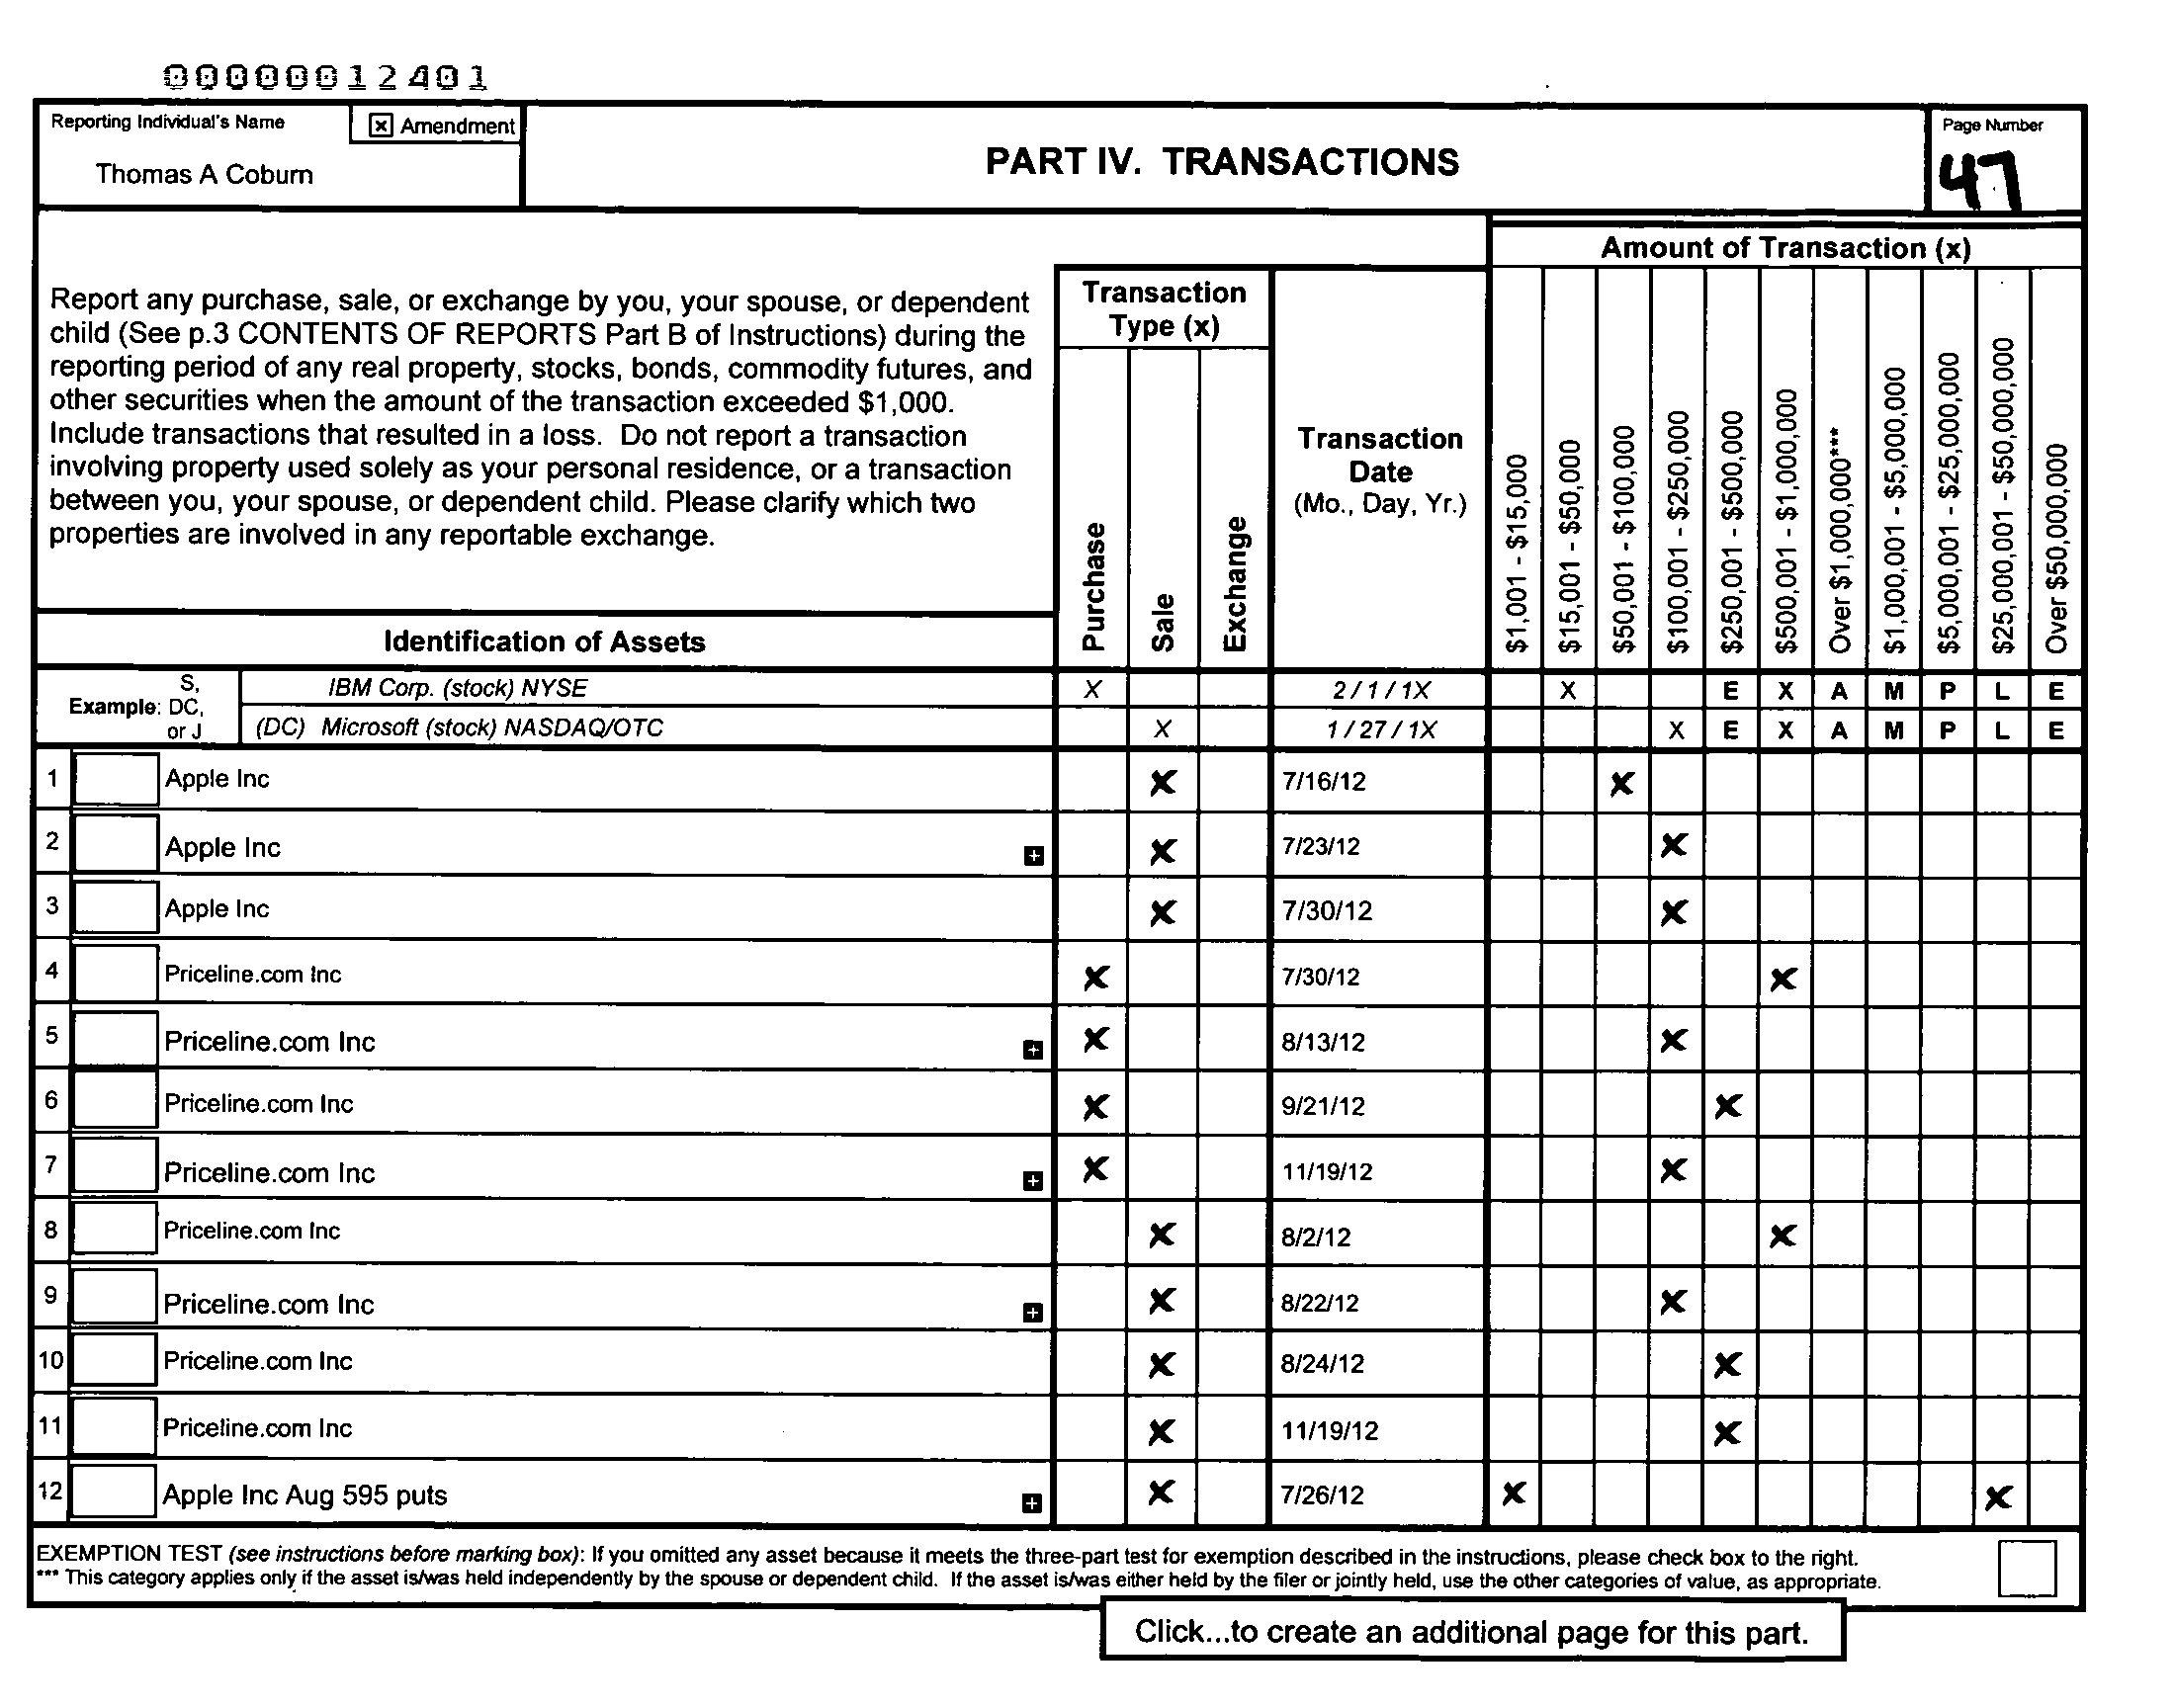 00000012401
Reporting Individual's Name
[x] Amendment
Thomas A Coburn
PART IV. TRANSACTIONS
Page Number
47
Report any purchase, sale, or exchange by you, your spouse, or dependent
child (See p.3 CONTENTS OF REPORTS Part B of Instructions) during the
reporting period of any real property, stocks, bonds, commodity futures, and
other securities when the amount of the transaction exceeded $1,000.
Include transactions that resulted in a loss. Do not report a transaction
involving property used solely as your personal residence, or a transaction
between you, your spouse, or dependent child. Please clarify which two
properties are involved in any reportable exchange.
Identification of Assets
Transaction
Type (x)
Purchase
Sale
Exchange
Transaction
Date
(Mo., Day, Yr.)
Amount of Transaction (x)
$1,001 - $15,000
$15,001 - $50,000
$50,001 - $100,000
$100,001 - $250,000
$250,001 - $500,000
$500,001 - $1,000,000
Over $1,000,000***
$1,000,001 - $5,000,000
$5,000,001 - $25,000,000
$25,000,001 - $50,000,000
Over $50,000,000
Example: S, DC, or J
IBM Corp. (stock) NYSE X 2 / 1 / 1X X E X A M P L E
(DC) Microsoft (stock) NASDAQ/OTC X 1 / 27 / 1X X E X A M P L E
1 Apple Inc X 7/16/12 X
2 Apple Inc + X 7/23/12 X
3 Apple Inc X 7/30/12 X
4 Priceline.com Inc X 7/30/12 X
5 Priceline.com Inc + X 8/13/12 X
6 Priceline.com Inc X 9/21/12 X
7 Priceline.com Inc + X 11/19/12 X
8 Priceline.com Inc X 8/2/12 X
9 Priceline.com Inc + X 8/22/12 X
10 Priceline.com Inc X 8/24/12 X
11 Priceline.com Inc X 11/19/12 X
12 Apple Inc Aug 595 puts + X 7/26/12 X X
EXEMPTION TEST (see instructions before marking box): If you omitted any asset because it meets the three-part test for exemption described in the instructions, please check box to the right.
*** This category applies only if the asset is/was held independently by the spouse or dependent child. If the asset is/was either held by the filer or jointly held, use the other categories of value, as appropriate.
Click...to create an additional page for this part.